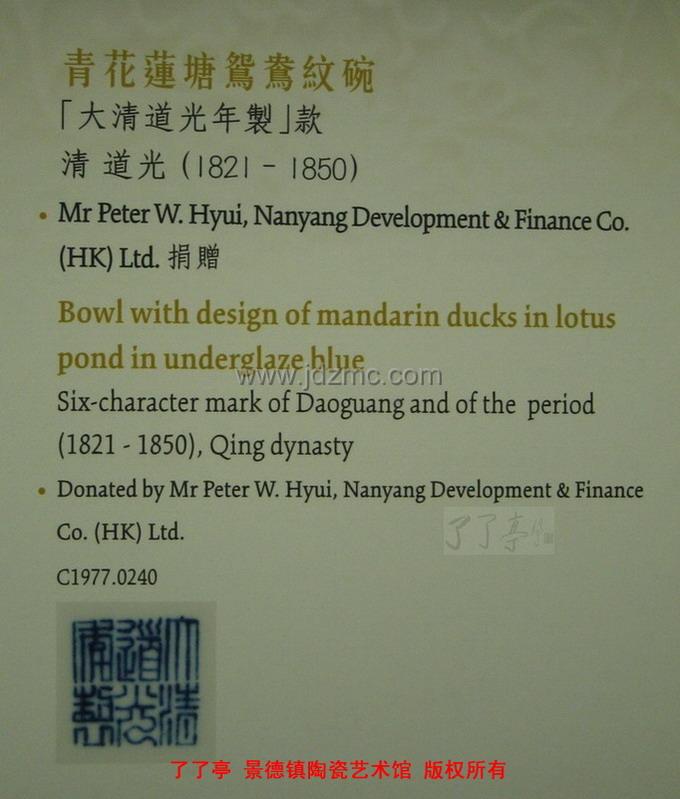 青花蓮塘鴛鴦紋碗
「大清道光年製」款
清 道光 (1821 - 1850)
• Mr Peter W. Hyui, Nanyang Development & Finance Co.
(HK) Ltd. 捐贈
Bowl with design of mandarin ducks in lotus
pond in underglaze blue
www.jdzmc.com
Six-character mark of Daoguang and of the period
(1821 - 1850), Qing dynasty
• Donated by Mr Peter W. Hyui, Nanyang Development & Finance
Co. (HK) Ltd.
了了亭
C1977.0240
大清
道光
年製
了了亭 景德镇陶瓷艺术馆 版权所有